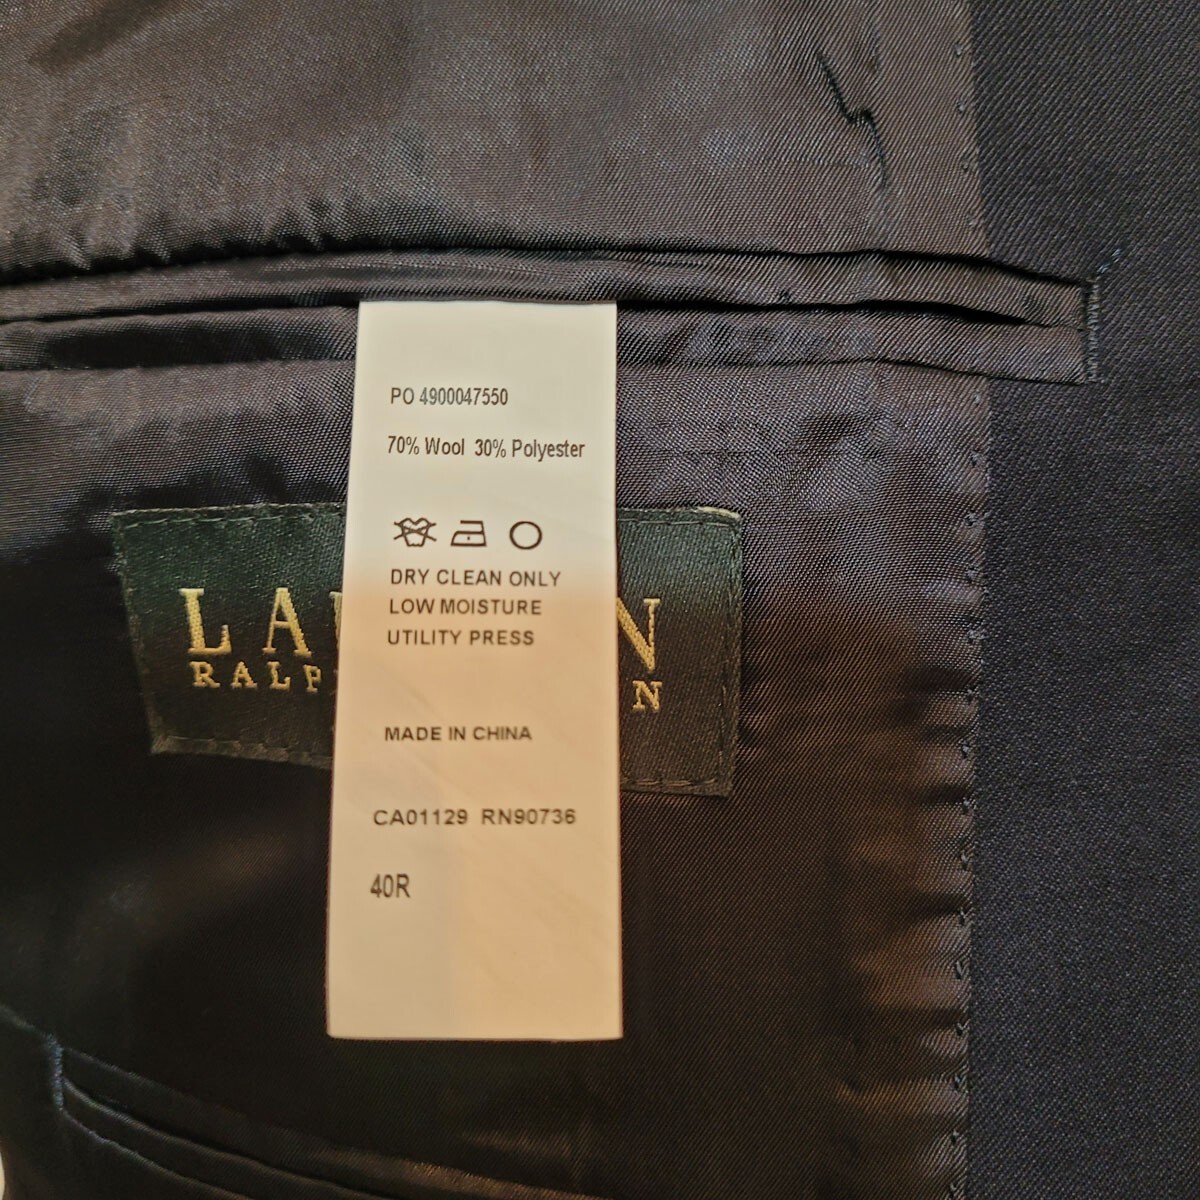 PO 4900047550
70% Wool 30% Polyester
DRY CLEAN ONLY
LOW MOISTURE
UTILITY PRESS
MADE IN CHINA
CA01129 RN90736
40R